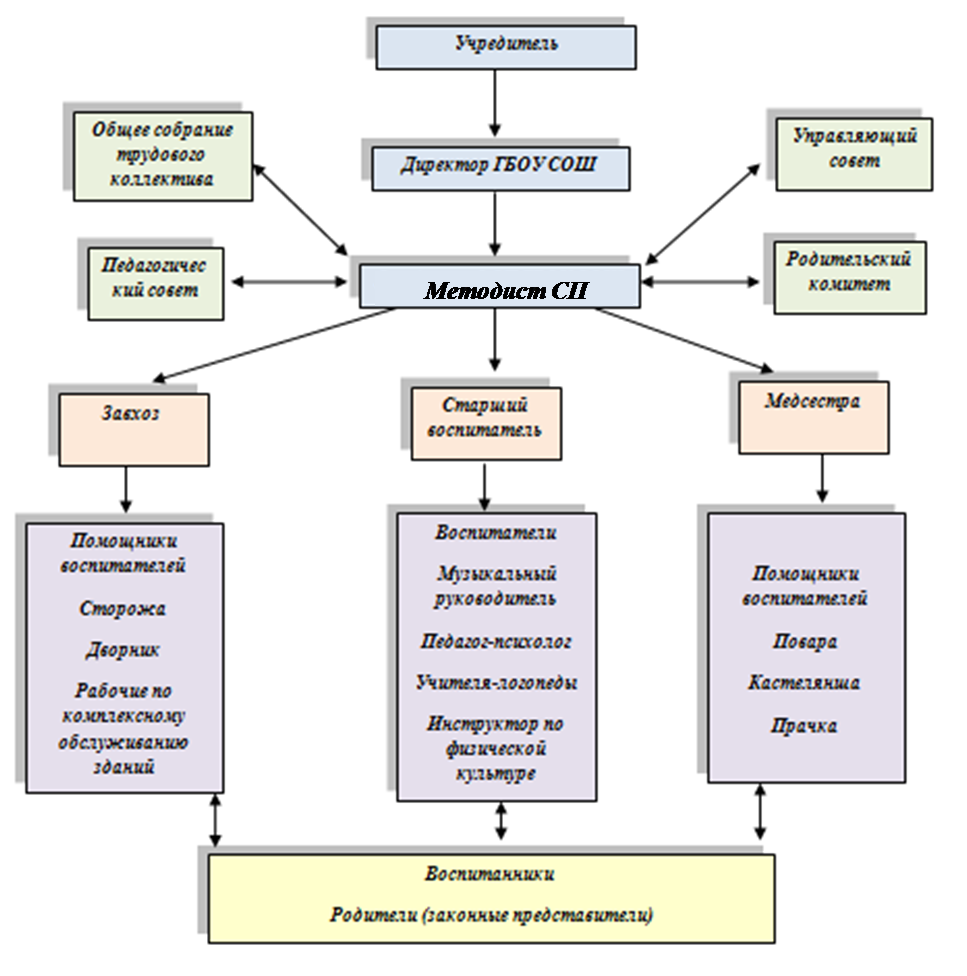 Учредитель
Общее собрание
трудового
коллектива
Директор ГБОУ СОШ
Управляющий
совет
Педагогичес
кий совет
Методист СП
Родительский
комитет
Завхоз
Старший
воспитатель
Медсестра
Помощники
воспитателей
Сторожа
Дворник
Рабочие по
комплексному
обслуживанию
зданий
Воспитатели
Музыкальный
руководитель
Педагог-психолог
Учителя-логопеды
Инструктор по
физической
культуре
Помощники
воспитателей
Повара
Кастелянша
Прачка
Воспитанники
Родители (законные представители)